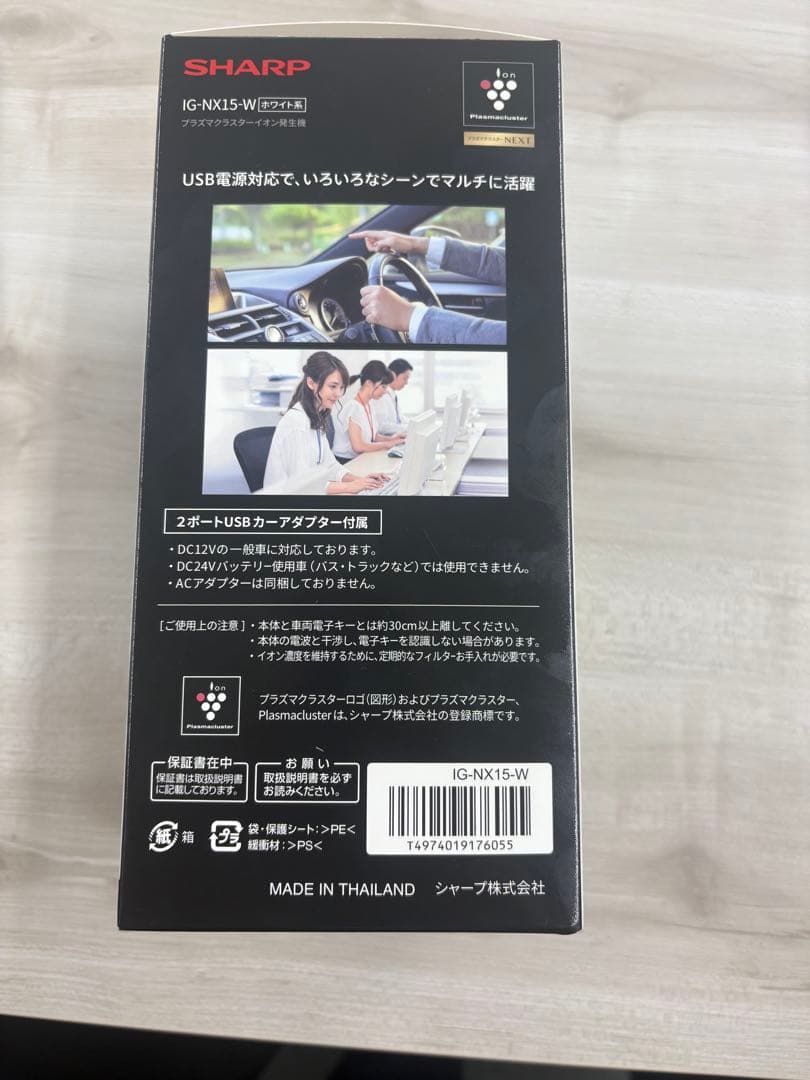 SHARP
IG-NX15-W ホワイト系
プラズマクラスターイオン発生機
ion
Plasmacluster
プラズマクラスターNEXT
USB電源対応で、いろいろなシーンでマルチに活躍
2ポートUSBカーアダプター付属
・DC12Vの一般車に対応しております。
・DC24Vバッテリー使用車（バス・トラックなど）では使用できません。
・ACアダプターは同梱しておりません。
[ご使用上の注意]・本体と車両電子キーとは約30cm以上離してください。
・本体の電波と干渉し、電子キーを認識しない場合があります。
・イオン濃度を維持するために、定期的なフィルターお手入れが必要です。
ion
Plasmacluster
プラズマクラスターロゴ（図形）およびプラズマクラスター、
Plasmaclusterは、シャープ株式会社の登録商標です。
保証書在中
保証書は取扱説明書
に記載しております。
お願い
取扱説明書を必ず
お読みください。
IG-NX15-W
T4974019176055
紙 箱
プラ 袋・保護シート：>PE<
緩衝材：>PS<
MADE IN THAILAND シャープ株式会社